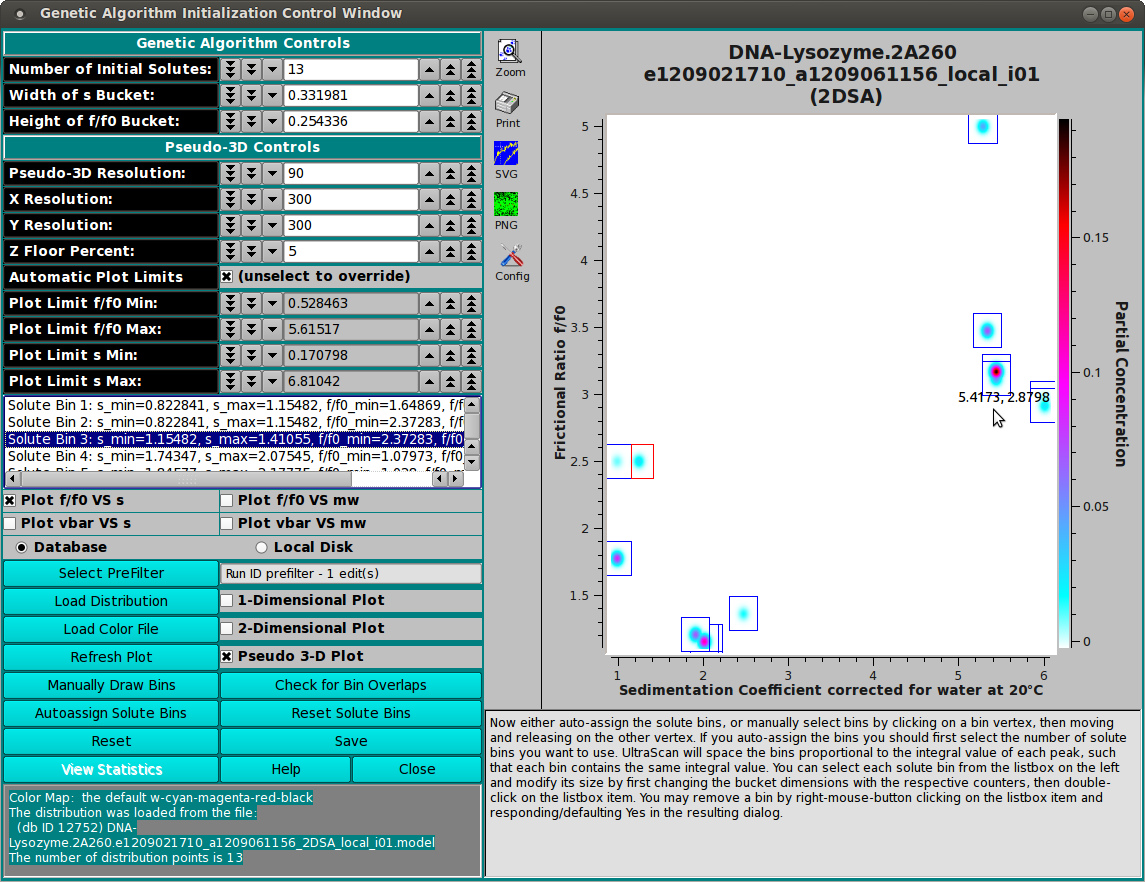 Genetic Algorithm Initialization Control Window
Genetic Algorithm Controls
Number of Initial Solutes: 13
Width of s Bucket: 0.331981
Height of f/f0 Bucket: 0.254336
Pseudo-3D Controls
Pseudo-3D Resolution: 90
X Resolution: 300
Y Resolution: 300
Z Floor Percent: 5
Automatic Plot Limits (unselect to override)
Plot Limit f/f0 Min: 0.528463
Plot Limit f/f0 Max: 5.61517
Plot Limit s Min: 0.170798
Plot Limit s Max: 6.81042
Solute Bin 1: s_min=0.822841, s_max=1.15482, f/f0_min=1.64869, f/f
Solute Bin 2: s_min=0.822841, s_max=1.15482, f/f0_min=2.37283, f/f
Solute Bin 3: s_min=1.15482, s_max=1.41055, f/f0_min=2.37283, f/f0
Solute Bin 4: s_min=1.74347, s_max=2.07545, f/f0_min=1.07973, f/f0
Plot f/f0 VS s Plot f/f0 VS mw
Plot vbar VS s Plot vbar VS mw
Database Local Disk
Select PreFilter Run ID prefilter - 1 edit(s)
Load Distribution 1-Dimensional Plot
Load Color File 2-Dimensional Plot
Refresh Plot Pseudo 3-D Plot
Manually Draw Bins Check for Bin Overlaps
Autoassign Solute Bins Reset Solute Bins
Reset Save
View Statistics Help Close
Color Map: the default w-cyan-magenta-red-black
The distribution was loaded from the file:
(db ID 12752) DNA-
Lysozyme.2A260.e1209021710_a1209061156_2DSA_local_i01.model
The number of distribution points is 13
Zoom
Print
SVG
PNG
Config
DNA-Lysozyme.2A260
e1209021710_a1209061156_local_i01
(2DSA)
Frictional Ratio f/f0
5
4.5
4
3.5
3
2.5
2
1.5
5.4173, 2.8798
1 2 3 4 5 6
Sedimentation Coefficient corrected for water at 20°C
0.15
0.1
0.05
0
Partial Concentration
Now either auto-assign the solute bins, or manually select bins by clicking on a bin vertex, then moving
and releasing on the other vertex. If you auto-assign the bins you should first select the number of solute
bins you want to use. UltraScan will space the bins proportional to the integral value of each peak, such
that each bin contains the same integral value. You can select each solute bin from the listbox on the left
and modify its size by first changing the bucket dimensions with the respective counters, then double-
click on the listbox item. You may remove a bin by right-mouse-button clicking on the listbox item and
responding/defaulting Yes in the resulting dialog.